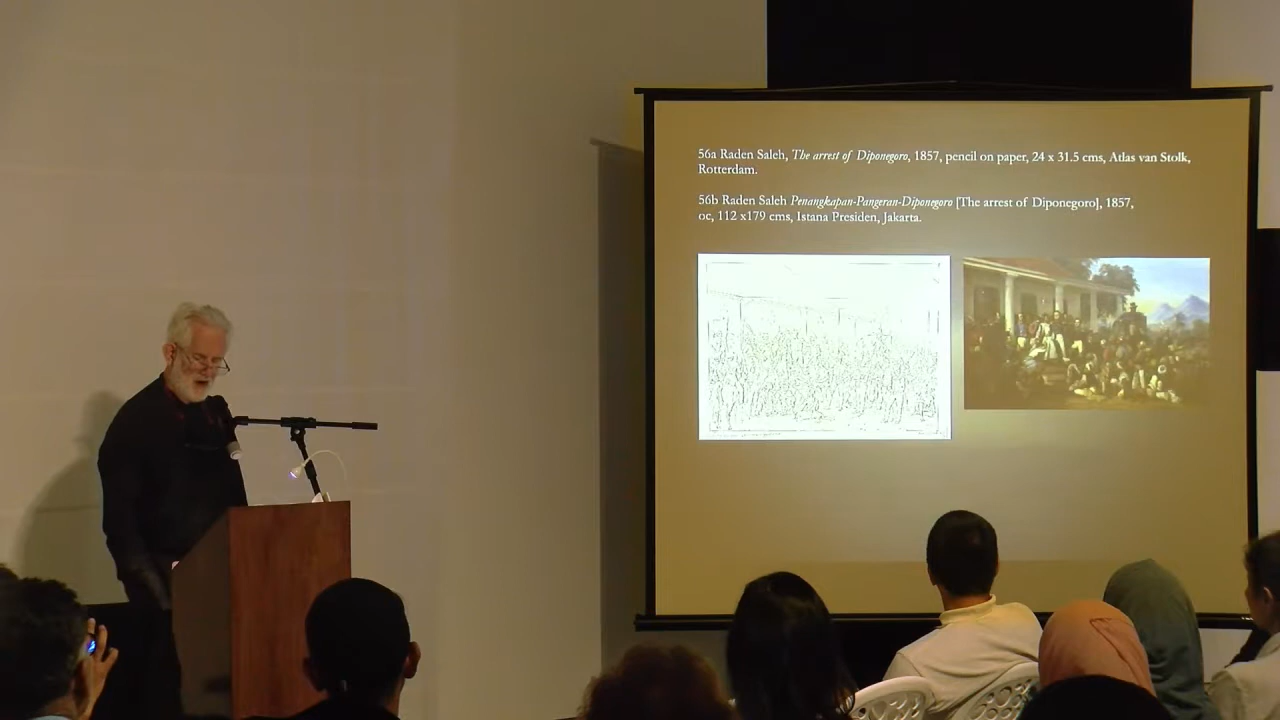 56a Raden Saleh, The arrest of Diponegoro, 1857, pencil on paper, 24 x 31.5 cms, Atlas van Stolk,
Rotterdam.
56b Raden Saleh Penangkapan-Pangeran-Diponegoro [The arrest of Diponegoro], 1857,
oc, 112 x179 cms, Istana Presiden, Jakarta.